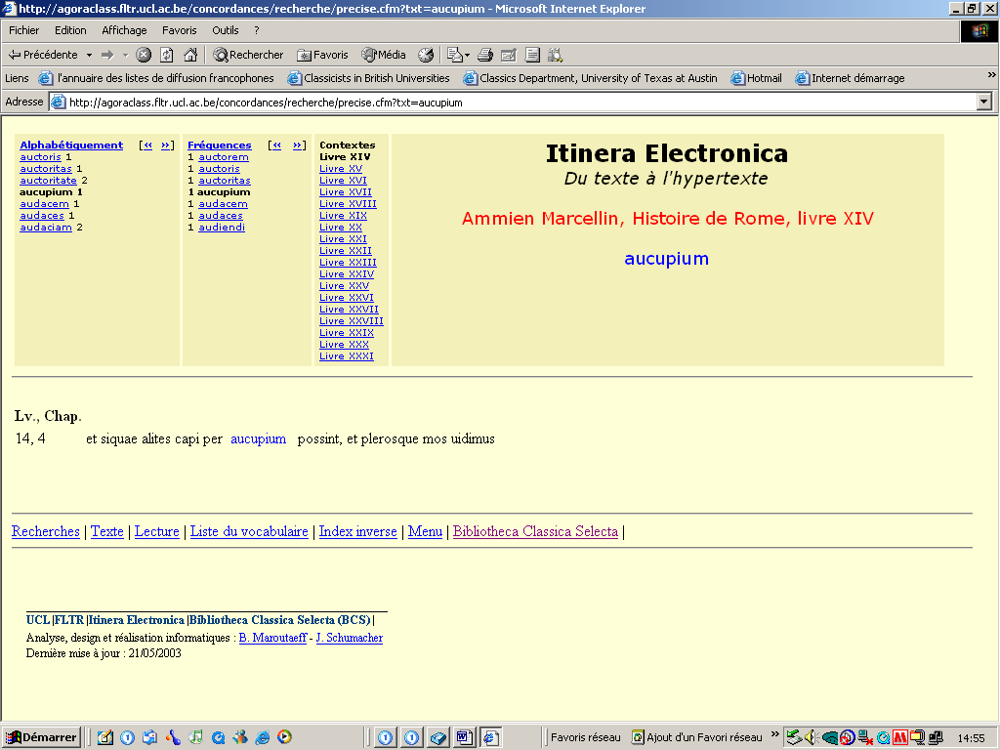 http://agoraclass.fltr.ucl.ac.be/concordances/recherche/precise.cfm?txt=aucupium - Microsoft Internet Explorer
Fichier Edition Affichage Favoris Outils ?
Précédente Rechercher Favoris Média
Liens l'annuaire des listes de diffusion francophones Classicists in British Universities Classics Department, University of Texas at Austin Hotmail Internet démarrage »
Adresse http://agoraclass.fltr.ucl.ac.be/concordances/recherche/precise.cfm?txt=aucupium
Alphabétiquement [« »]
auctoris 1
auctoritas 1
auctoritate 2
aucupium 1
audacem 1
audaces 1
audaciam 2
Fréquences [« »]
1 auctorem
1 auctoris
1 auctoritas
1 aucupium
1 audacem
1 audaces
1 audiendi
Contextes
Livre XIV
Livre XV
Livre XVI
Livre XVII
Livre XVIII
Livre XIX
Livre XX
Livre XXI
Livre XXII
Livre XXIII
Livre XXIV
Livre XXV
Livre XXVI
Livre XXVII
Livre XXVIII
Livre XXIX
Livre XXX
Livre XXXI
Itinera Electronica
Du texte à l'hypertexte
Ammien Marcellin, Histoire de Rome, livre XIV
aucupium
Lv., Chap.
14, 4 et siquae alites capi per aucupium possint, et plerosque mos uidimus
Recherches | Texte | Lecture | Liste du vocabulaire | Index inverse | Menu | Bibliotheca Classica Selecta |
UCL |FLTR |Itinera Electronica |Bibliotheca Classica Selecta (BCS) |
Analyse, design et réalisation informatiques : B. Maroutaeff - J. Schumacher
Dernière mise à jour : 21/05/2003
Démarrer Favoris réseau Ajout d'un Favori réseau » 14:55